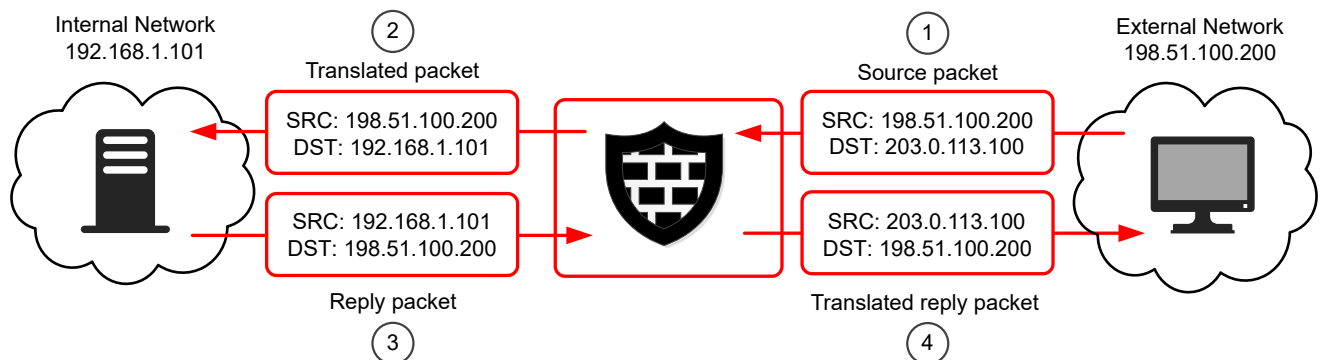 Internal Network
192.168.1.101
2
Translated packet
SRC: 198.51.100.200
DST: 192.168.1.101
1
Source packet
SRC: 198.51.100.200
DST: 203.0.113.100
External Network
198.51.100.200
SRC: 192.168.1.101
DST: 198.51.100.200
Reply packet
3
SRC: 203.0.113.100
DST: 198.51.100.200
Translated reply packet
4